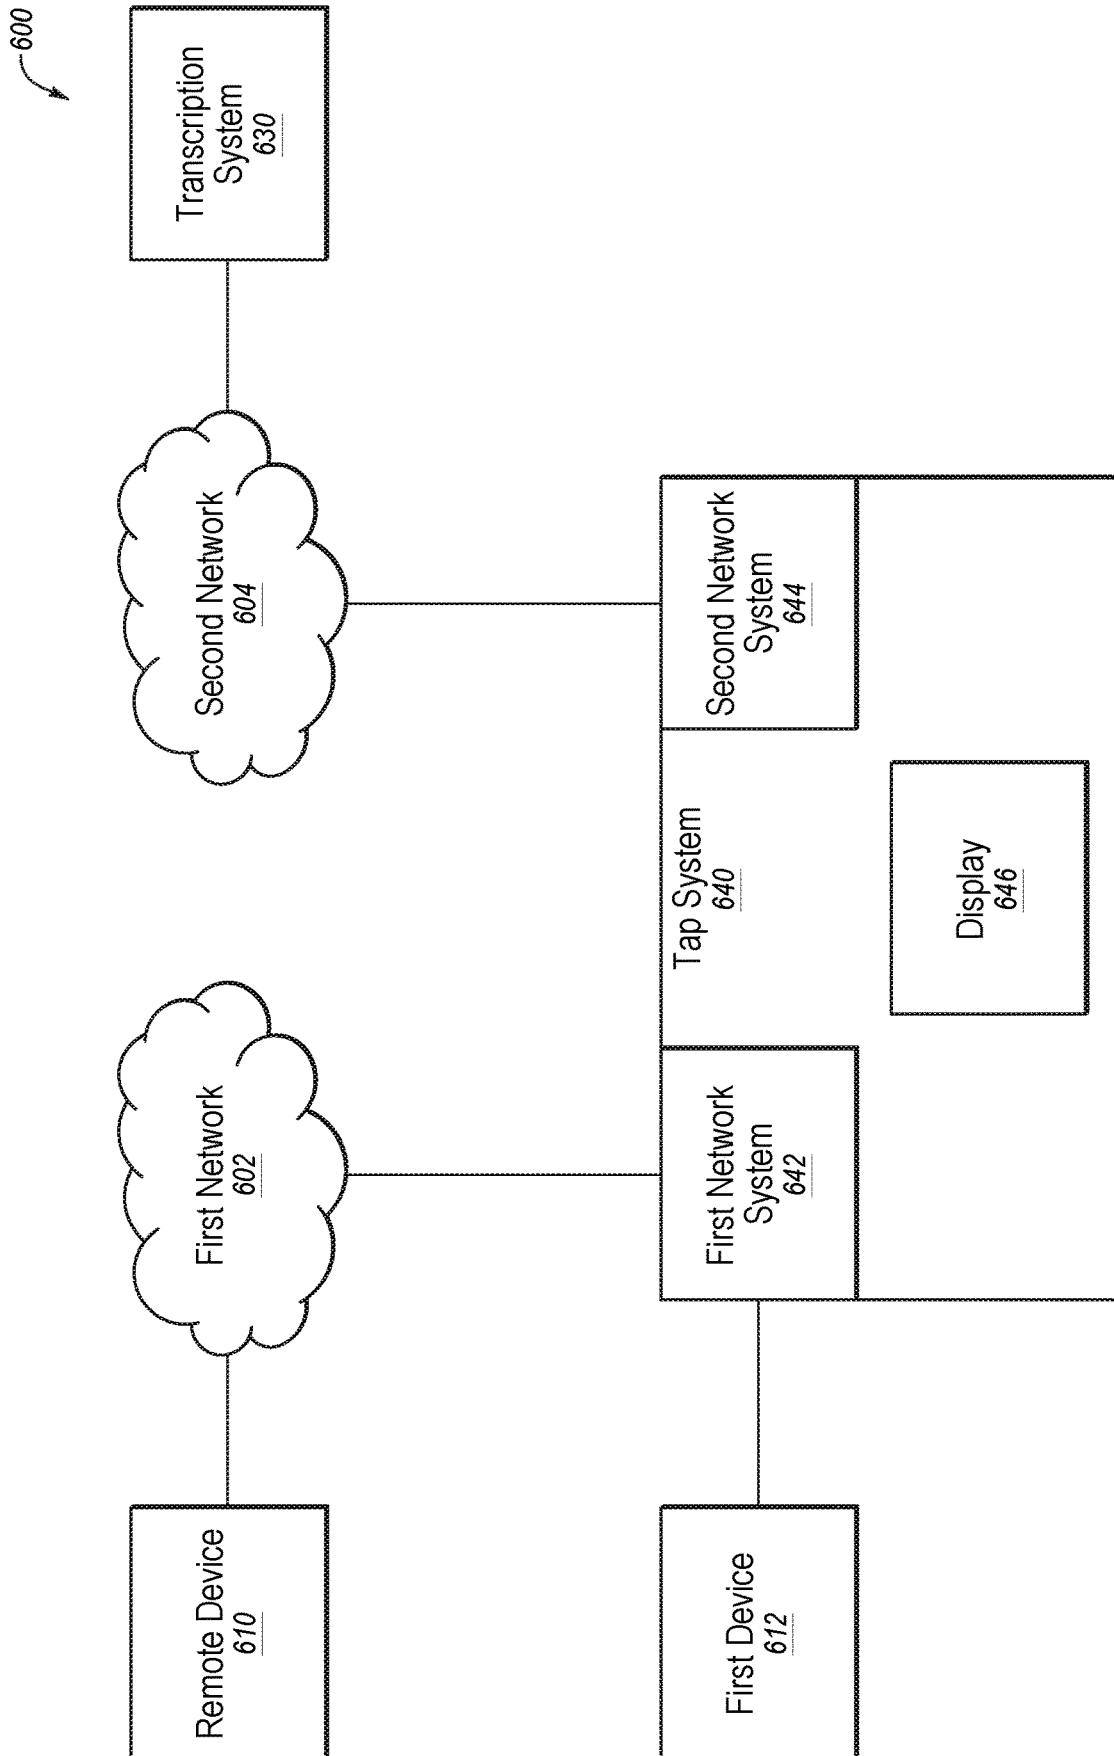 600
Remote Device
610
First Network
602
Second Network
604
Transcription
System
630
First Device
612
First Network
System
642
Tap System
640
Second Network
System
644
Display
646